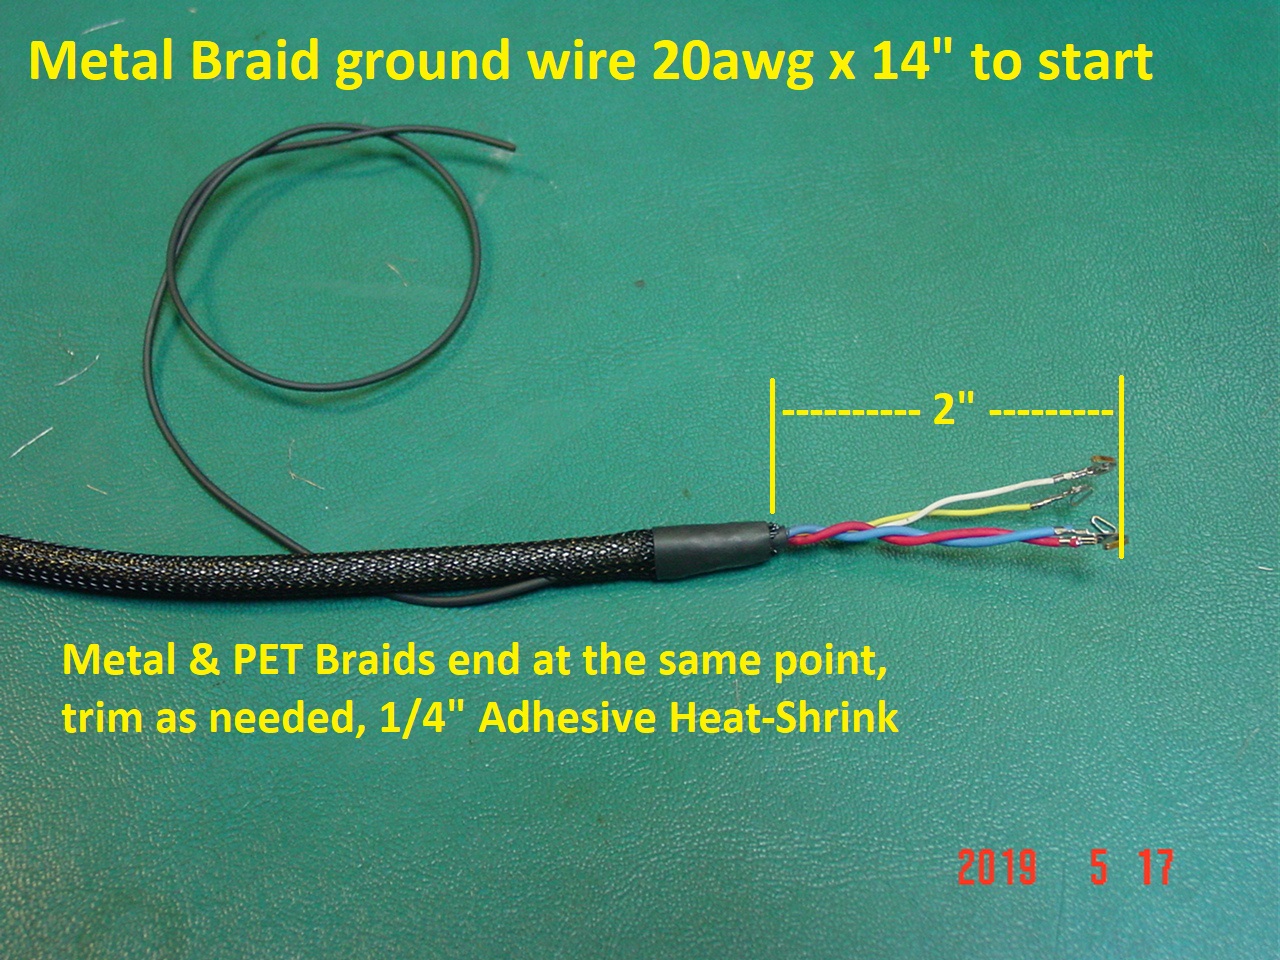 Metal Braid ground wire 20awg x 14" to start
---------- 2" ---------
Metal & PET Braids end at the same point,
trim as needed, 1/4" Adhesive Heat-Shrink
2019 5 17